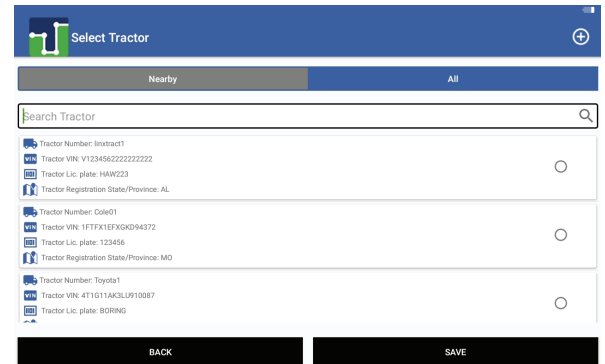 Select Tractor
Nearby
All
Search Tractor
Tractor Number: linxtract1
VIN Tractor VIN: V1234562222222222
Tractor Lic. plate: HAW223
Tractor Registration State/Province: AL
Tractor Number: Cole01
VIN Tractor VIN: 1FTFX1EFXGKD94372
Tractor Lic. plate: 123456
Tractor Registration State/Province: MO
Tractor Number: Toyota1
VIN Tractor VIN: 4T1G11AK3LU910087
Tractor Lic. plate: BORING
BACK
SAVE